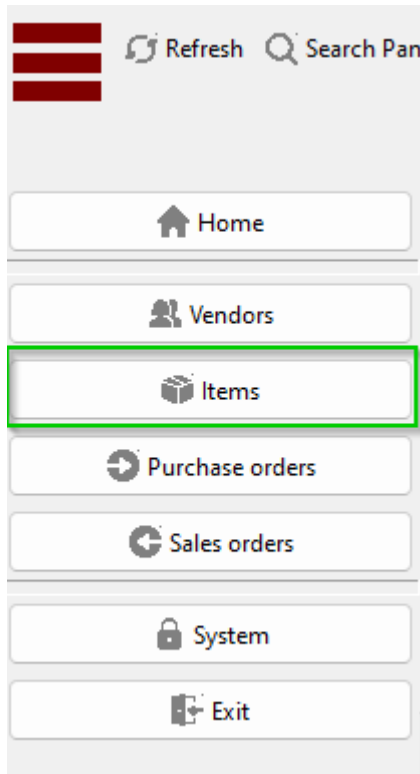 Refresh Search Pan
Home
Vendors
Items
Purchase orders
Sales orders
System
Exit